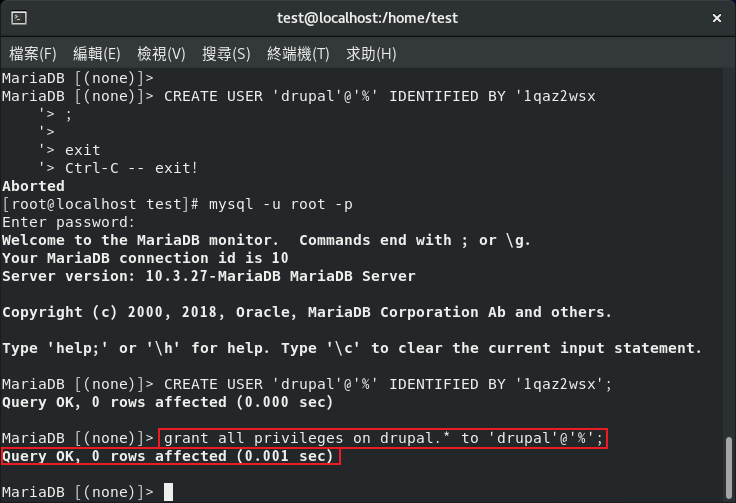 test@localhost:/home/test
檔案(F) 編輯(E) 檢視(V) 搜尋(S) 終端機(T) 求助(H)
MariaDB [(none)]>
MariaDB [(none)]> CREATE USER 'drupal'@'%' IDENTIFIED BY '1qaz2wsx
    '> ;
    '>
    '> exit
    '> Ctrl-C -- exit!
Aborted
[root@localhost test]# mysql -u root -p
Enter password:
Welcome to the MariaDB monitor.  Commands end with ; or \g.
Your MariaDB connection id is 10
Server version: 10.3.27-MariaDB MariaDB Server
Copyright (c) 2000, 2018, Oracle, MariaDB Corporation Ab and others.
Type 'help;' or '\h' for help. Type '\c' to clear the current input statement.
MariaDB [(none)]> CREATE USER 'drupal'@'%' IDENTIFIED BY '1qaz2wsx';
Query OK, 0 rows affected (0.000 sec)
MariaDB [(none)]> grant all privileges on drupal.* to 'drupal'@'%';
Query OK, 0 rows affected (0.001 sec)
MariaDB [(none)]>